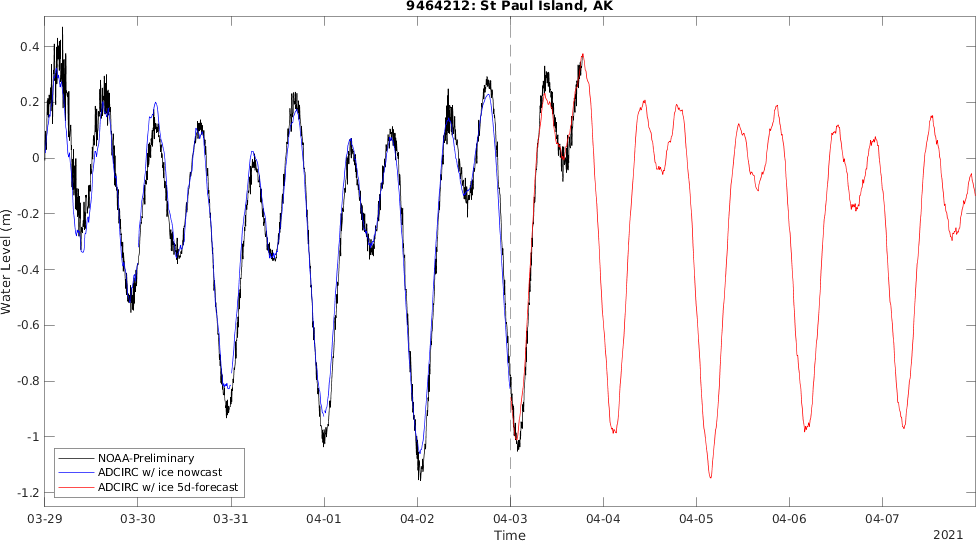 9464212: St Paul Island, AK
0.4
0.2
0
-0.2
-0.4
-0.6
-0.8
-1
-1.2
Water Level (m)
NOAA-Preliminary
ADCIRC w/ ice nowcast
ADCIRC w/ ice 5d-forecast
03-29 03-30 03-31 04-01 04-02 04-03 04-04 04-05 04-06 04-07
Time
2021